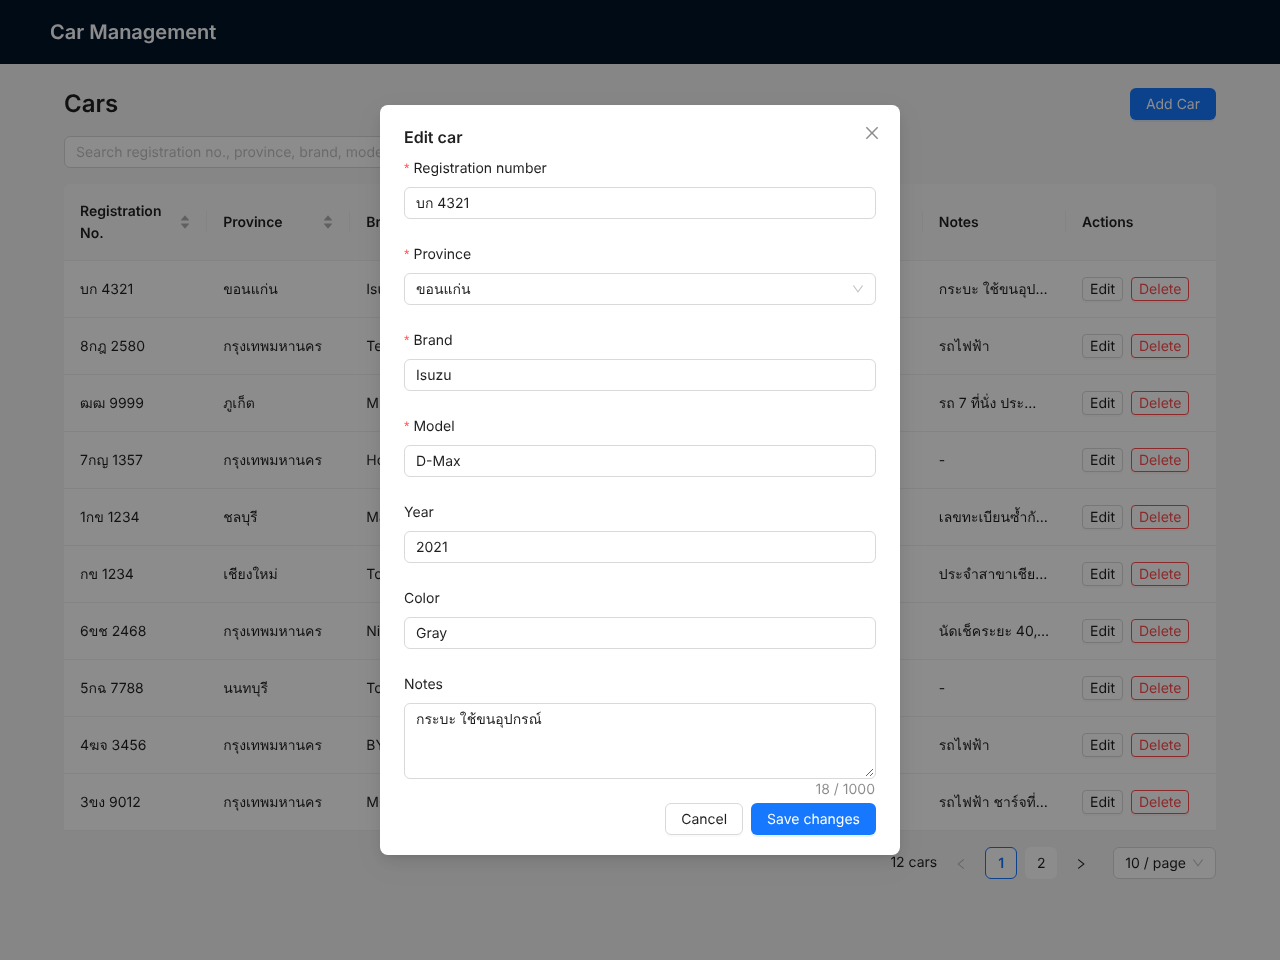 Car Management
Cars
Add Car
Search registration no., province, brand, mode
Registration No.
Province
Notes
Actions
บก 4321
ขอนแก่น
กระบะ ใช้ขนอุป...
Edit
Delete
8กฎ 2580
กรุงเทพมหานคร
รถไฟฟ้า
Edit
Delete
ฒฒ 9999
ภูเก็ต
รถ 7 ที่นั่ง ประ...
Edit
Delete
7กญ 1357
กรุงเทพมหานคร
-
Edit
Delete
1กข 1234
ชลบุรี
เลขทะเบียนซ้ำกั...
Edit
Delete
กข 1234
เชียงใหม่
ประจำสาขาเชีย...
Edit
Delete
6ขช 2468
กรุงเทพมหานคร
นัดเช็คระยะ 40,...
Edit
Delete
5กฉ 7788
นนทบุรี
-
Edit
Delete
4ฆจ 3456
กรุงเทพมหานคร
รถไฟฟ้า
Edit
Delete
3ขง 9012
กรุงเทพมหานคร
รถไฟฟ้า ชาร์จที่...
Edit
Delete
12 cars
1
2
10 / page
Edit car
* Registration number
บก 4321
* Province
ขอนแก่น
* Brand
Isuzu
* Model
D-Max
Year
2021
Color
Gray
Notes
กระบะ ใช้ขนอุปกรณ์
18 / 1000
Cancel
Save changes